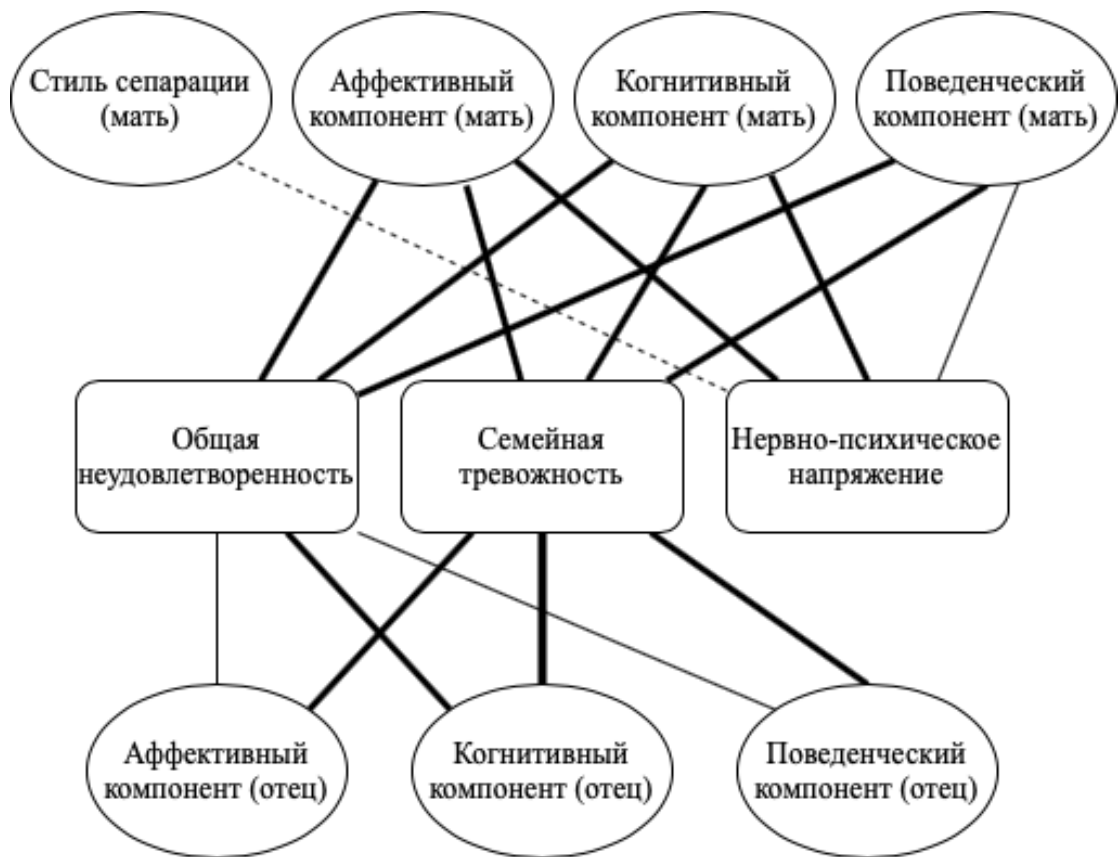 Стиль сепарации
(мать)
Аффективный
компонент (мать)
Когнитивный
компонент (мать)
Поведенческий
компонент (мать)
Общая
неудовлетворенность
Семейная
тревожность
Нервно-психическое
напряжение
Аффективный
компонент (отец)
Когнитивный
компонент (отец)
Поведенческий
компонент (отец)